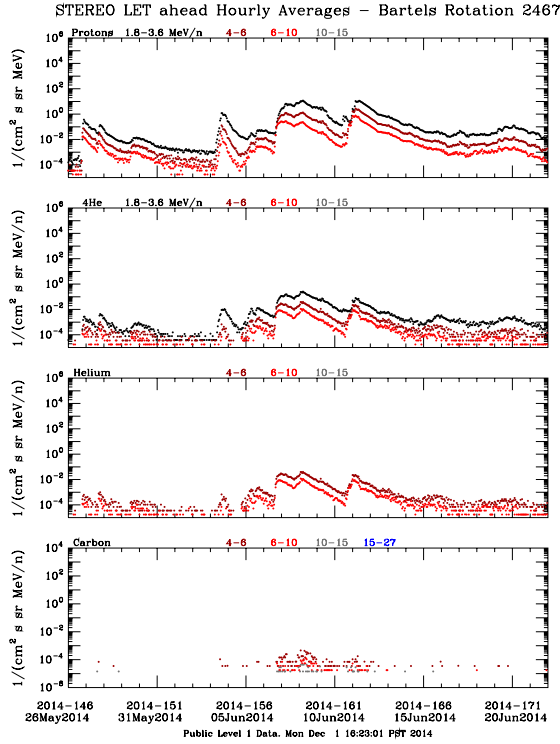 STEREO LET ahead Hourly Averages – Bartels Rotation 2467
Protons 1.8–3.6 MeV/n 4–6 6–10 10–15
10^6
10^4
10^2
10^0
10^-2
10^-4
1/(cm^2 s sr MeV)
4He 1.8–3.6 MeV/n 4–6 6–10 10–15
10^6
10^4
10^2
10^0
10^-2
10^-4
1/(cm^2 s sr MeV/n)
Helium 4–6 6–10 10–15
10^6
10^4
10^2
10^0
10^-2
10^-4
1/(cm^2 s sr MeV/n)
Carbon 4–6 6–10 10–15 15–27
10^4
10^2
10^0
10^-2
10^-4
10^-6
1/(cm^2 s sr MeV/n)
2014–146 2014–151 2014–156 2014–161 2014–166 2014–171
26May2014 31May2014 05Jun2014 10Jun2014 15Jun2014 20Jun2014
Public Level 1 Data, Mon Dec 1 16:23:01 PST 2014